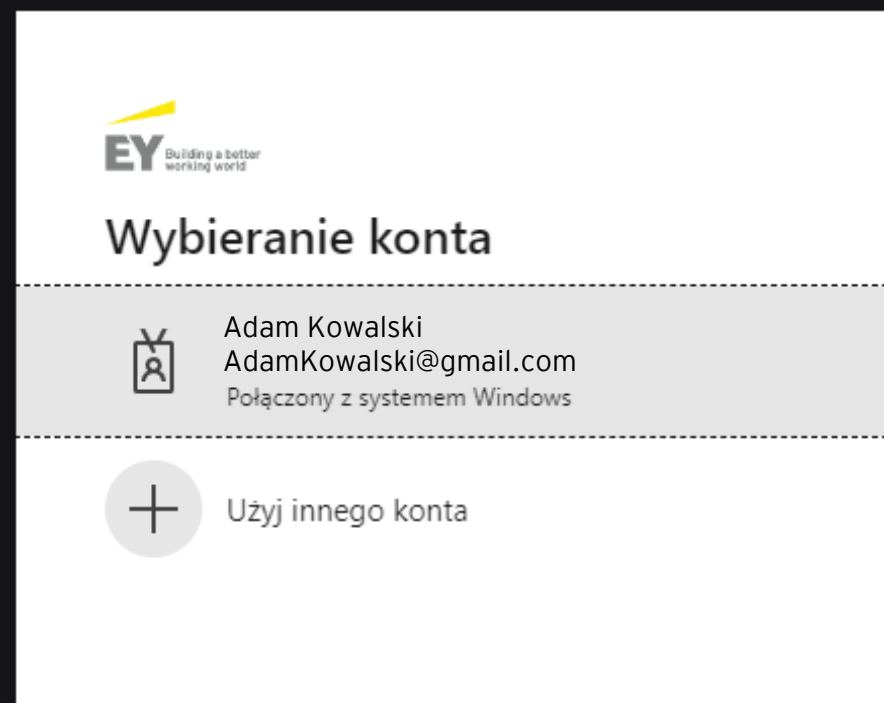 EY
Building a better
working world
Wybieranie konta
Adam Kowalski
AdamKowalski@gmail.com
Połączony z systemem Windows
Użyj innego konta